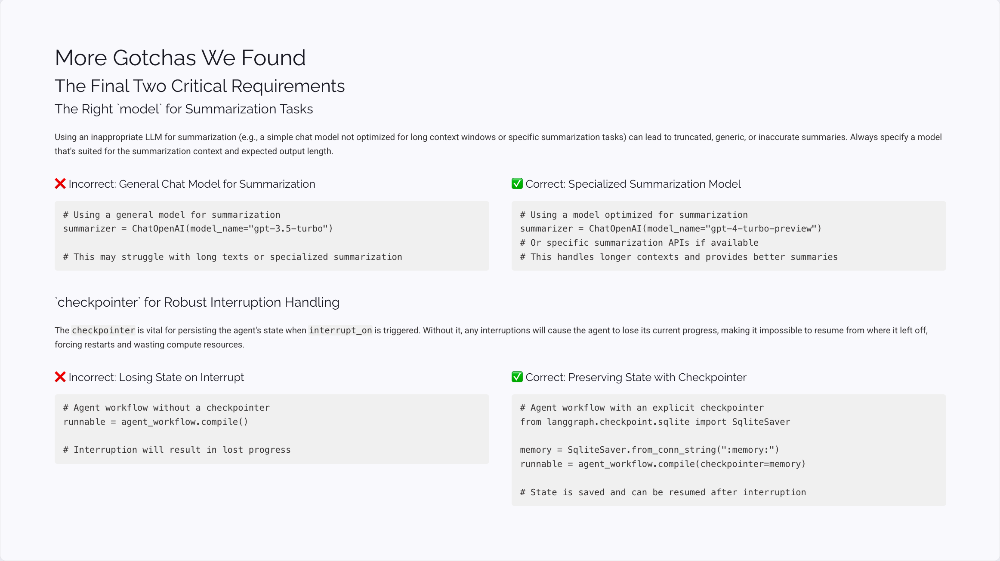 More Gotchas We Found
The Final Two Critical Requirements
The Right `model` for Summarization Tasks
Using an inappropriate LLM for summarization (e.g., a simple chat model not optimized for long context windows or specific summarization tasks) can lead to truncated, generic, or inaccurate summaries. Always specify a model
that's suited for the summarization context and expected output length.
❌ Incorrect: General Chat Model for Summarization
# Using a general model for summarization
summarizer = ChatOpenAI(model_name="gpt-3.5-turbo")
# This may struggle with long texts or specialized summarization
✅ Correct: Specialized Summarization Model
# Using a model optimized for summarization
summarizer = ChatOpenAI(model_name="gpt-4-turbo-preview")
# Or specific summarization APIs if available
# This handles longer contexts and provides better summaries
`checkpointer` for Robust Interruption Handling
The checkpointer is vital for persisting the agent's state when interrupt_on is triggered. Without it, any interruptions will cause the agent to lose its current progress, making it impossible to resume from where it left off,
forcing restarts and wasting compute resources.
❌ Incorrect: Losing State on Interrupt
# Agent workflow without a checkpointer
runnable = agent_workflow.compile()
# Interruption will result in lost progress
✅ Correct: Preserving State with Checkpointer
# Agent workflow with an explicit checkpointer
from langgraph.checkpoint.sqlite import SqliteSaver
memory = SqliteSaver.from_conn_string(":memory:")
runnable = agent_workflow.compile(checkpointer=memory)
# State is saved and can be resumed after interruption